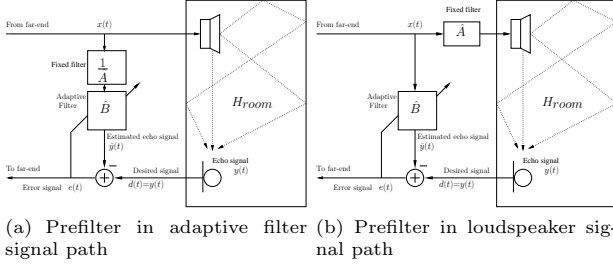 From far-end
x(t)
Fixed filter
1
Â
Adaptive
Filter
B̂
H_room
Estimated echo signal
ŷ(t)
Echo signal
y(t)
To far-end
Desired signal
Error signal e(t)
d(t)=y(t)
(a) Prefilter in adaptive filter
signal path
Fixed filter
From far-end
x(t)
Â
Adaptive
Filter
B̂
H_room
Estimated echo signal
ŷ(t)
Echo signal
y(t)
To far-end
Desired signal
Error signal e(t)
d(t)=y(t)
(b) Prefilter in loudspeaker sig-
nal path